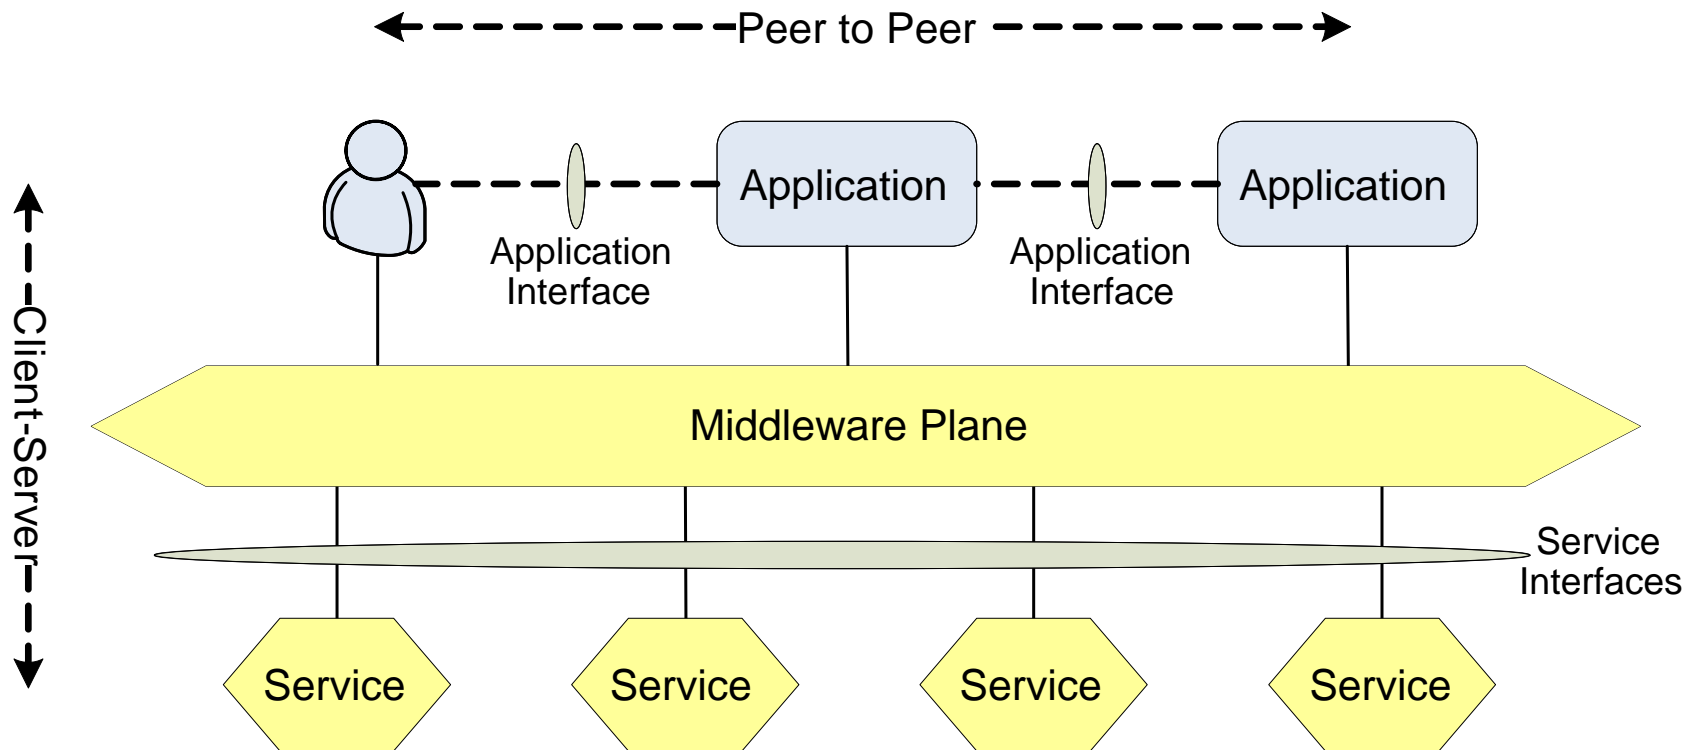 Peer to Peer
Application
Application
Application
Interface
Application
Interface
Client-Server
Middleware Plane
Service
Interfaces
Service
Service
Service
Service